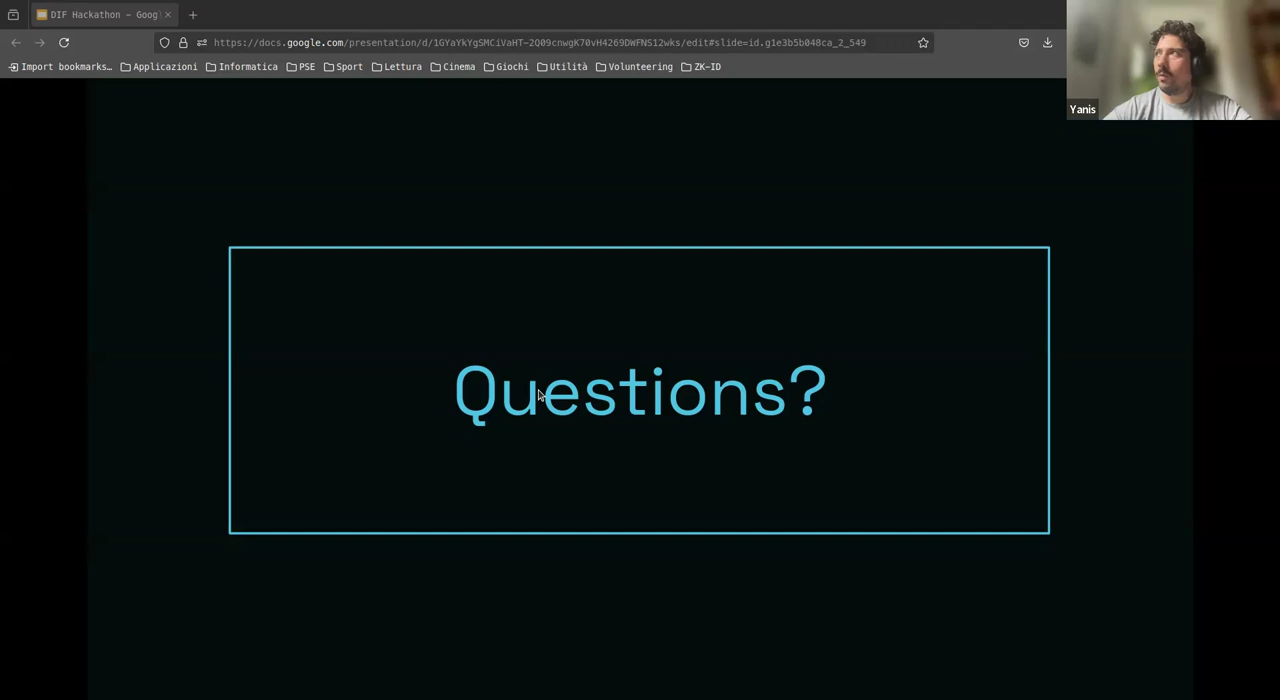 DIF Hackathon – Goog
https://docs.google.com/presentation/d/1GYaYkYgSMCiVaHT-2Q09cnwgK70vH4269DWFNS12wks/edit#slide=id.g1e3b5b048ca_2_549
Import bookmarks… Applicazioni Informatica PSE Sport Lettura Cinema Giochi Utilità Volunteering ZK-ID
Yanis
Questions?